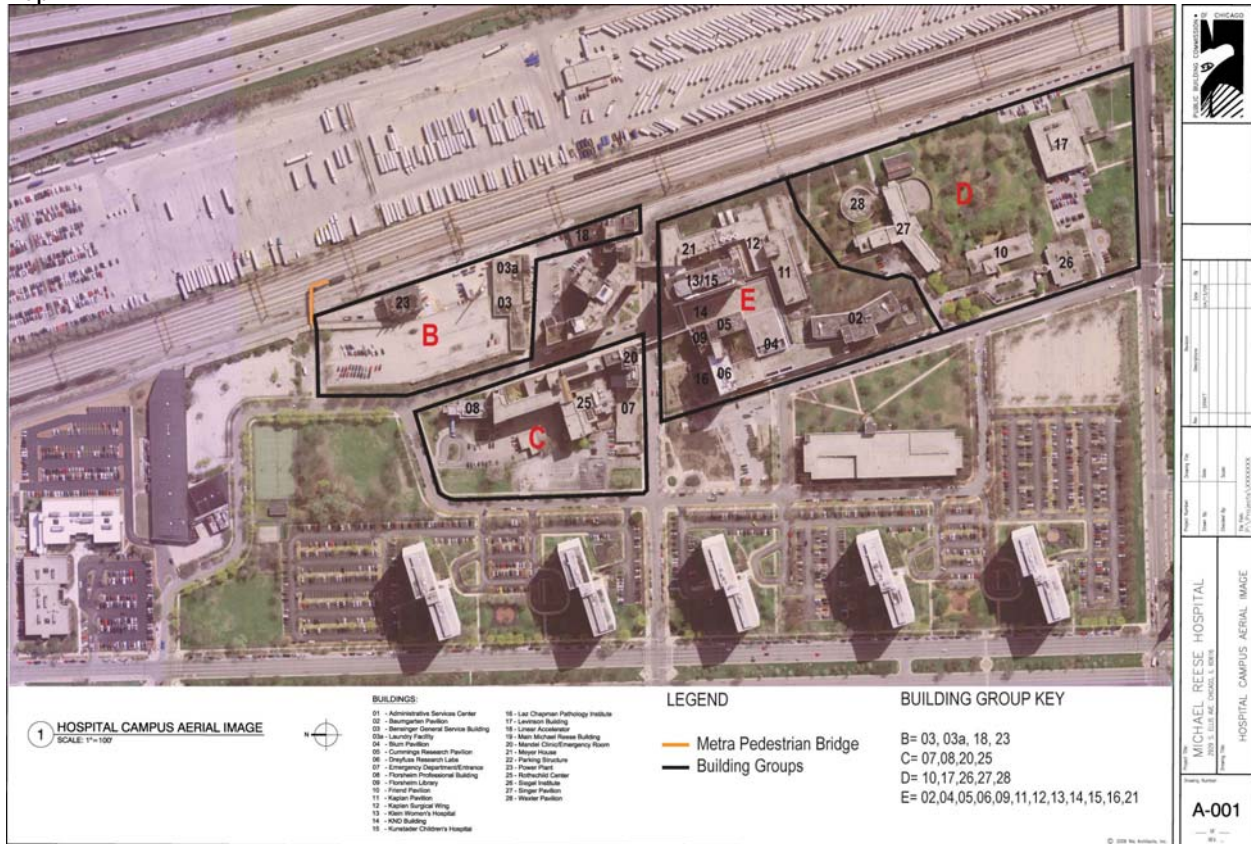 18
03a
03
23
B
20
08
25
07
C
21
12
11
13/15
E
14
05
09
04
02
16
06
17
28
D
27
10
26
1 HOSPITAL CAMPUS AERIAL IMAGE
SCALE: 1"=100'
N
BUILDINGS:
01 - Administrative Services Center
02 - Baumgarten Pavilion
03 - Bensinger General Service Building
03a - Laundry Facility
04 - Blum Pavilion
05 - Cummings Research Pavilion
06 - Dreyfuss Research Labs
07 - Emergency Department/Entrance
08 - Florsheim Professional Building
09 - Florsheim Library
10 - Friend Pavilion
11 - Kaplan Pavilion
12 - Kaplan Surgical Wing
13 - Klein Women's Hospital
14 - KND Building
15 - Kunstader Children's Hospital
16 - Laz Chapman Pathology Institute
17 - Levinson Building
18 - Linear Accelerator
19 - Main Michael Reese Building
20 - Mandel Clinic/Emergency Room
21 - Meyer House
22 - Parking Structure
23 - Power Plant
25 - Rothschild Center
26 - Siegel Institute
27 - Singer Pavilion
28 - Wexler Pavilion
LEGEND
Metra Pedestrian Bridge
Building Groups
BUILDING GROUP KEY
B= 03, 03a, 18, 23
C= 07,08,20,25
D= 10,17,26,27,28
E= 02,04,05,06,09,11,12,13,14,15,16,21
PUBLIC BUILDING COMMISSION OF CHICAGO
Project Title:
MICHAEL REESE HOSPITAL
HOSPITAL CAMPUS AERIAL IMAGE
Drawing Number
A-001